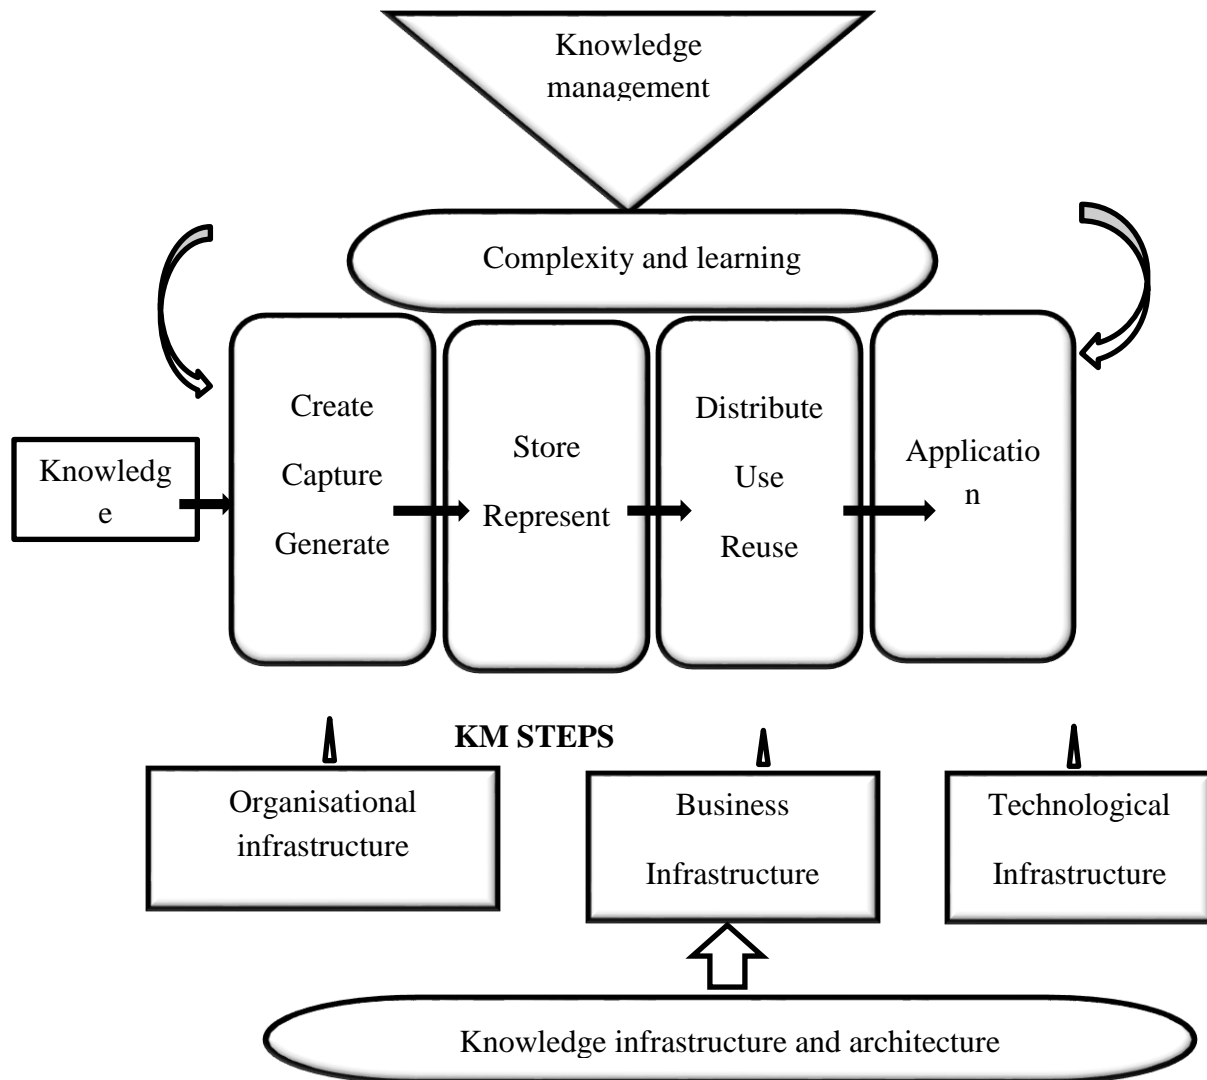 Knowledge
management
Complexity and learning
Knowledg
e
Create
Capture
Generate
Store
Represent
Distribute
Use
Reuse
Applicatio
n
KM STEPS
Organisational
infrastructure
Business
Infrastructure
Technological
Infrastructure
Knowledge infrastructure and architecture